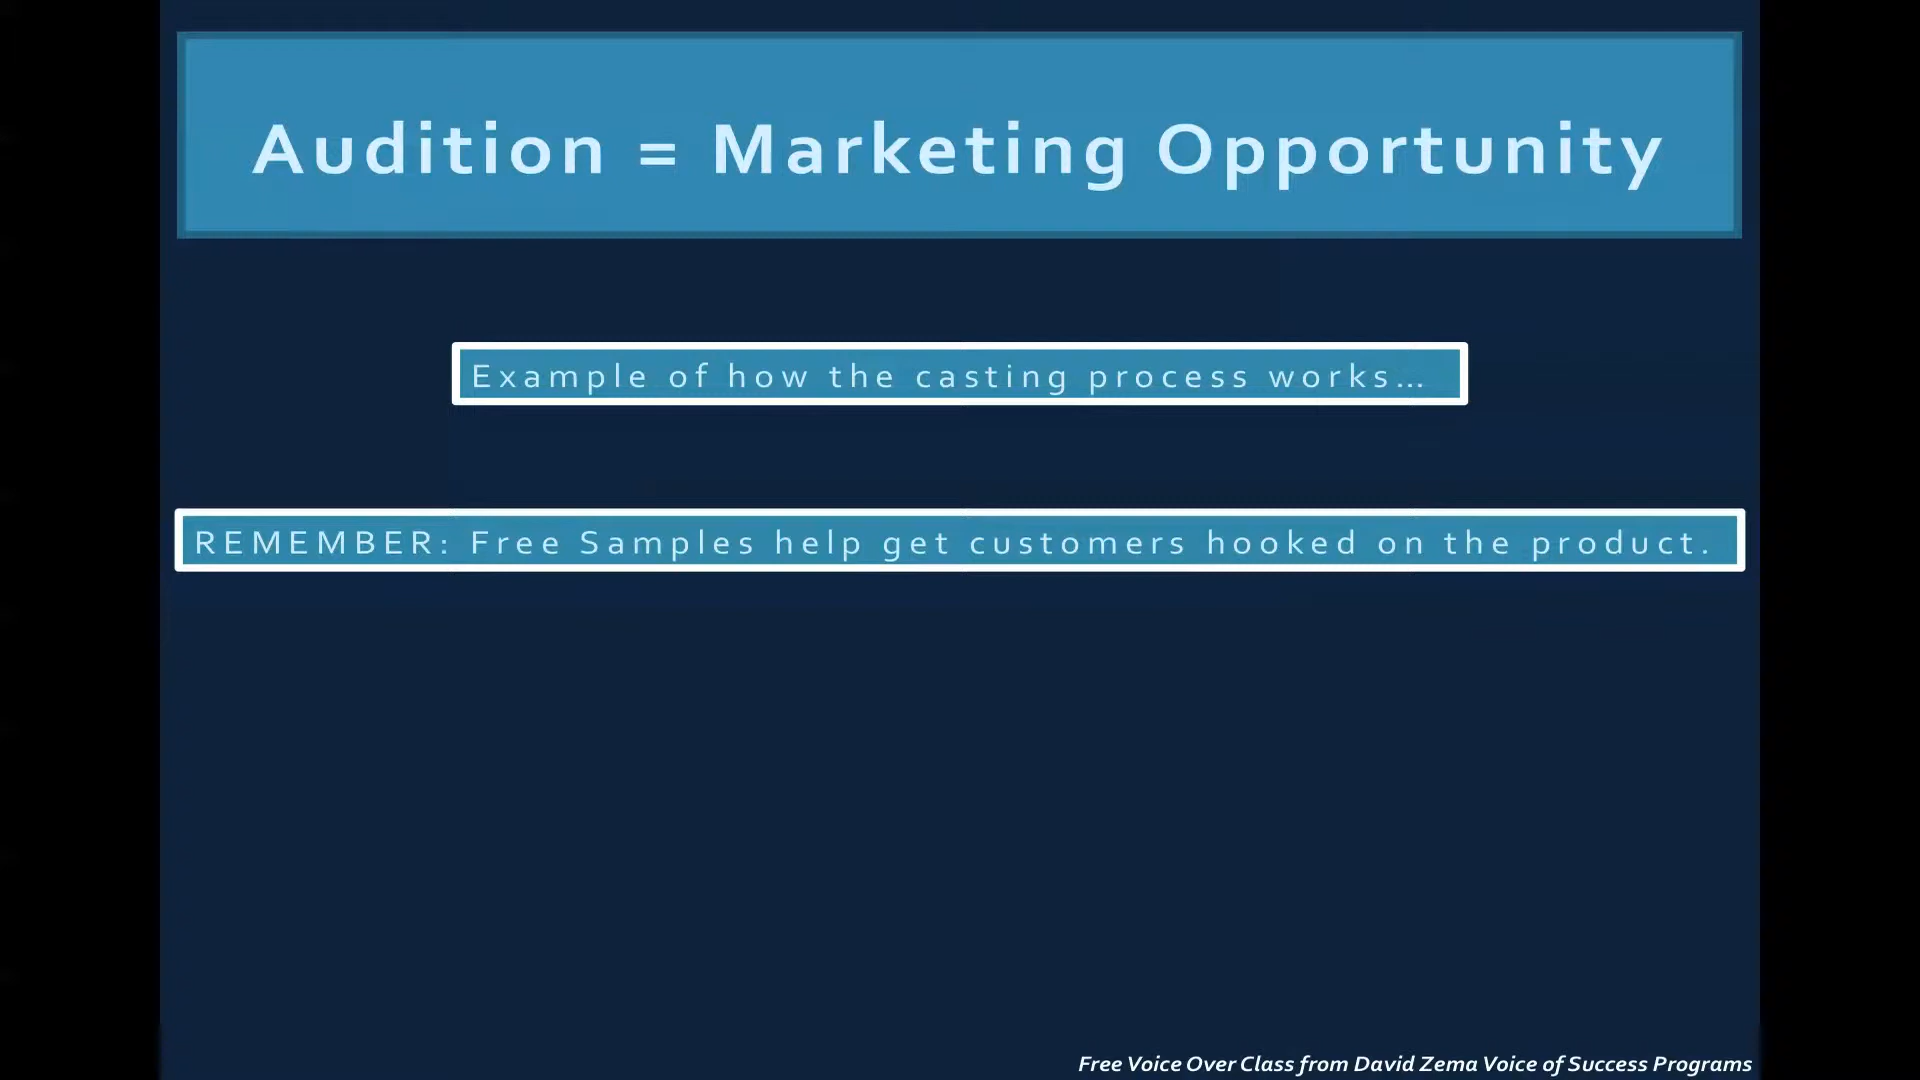 Audition = Marketing Opportunity
Example of how the casting process works...
REMEMBER: Free Samples help get customers hooked on the product.
Free Voice Over Class from David Zema Voice of Success Programs